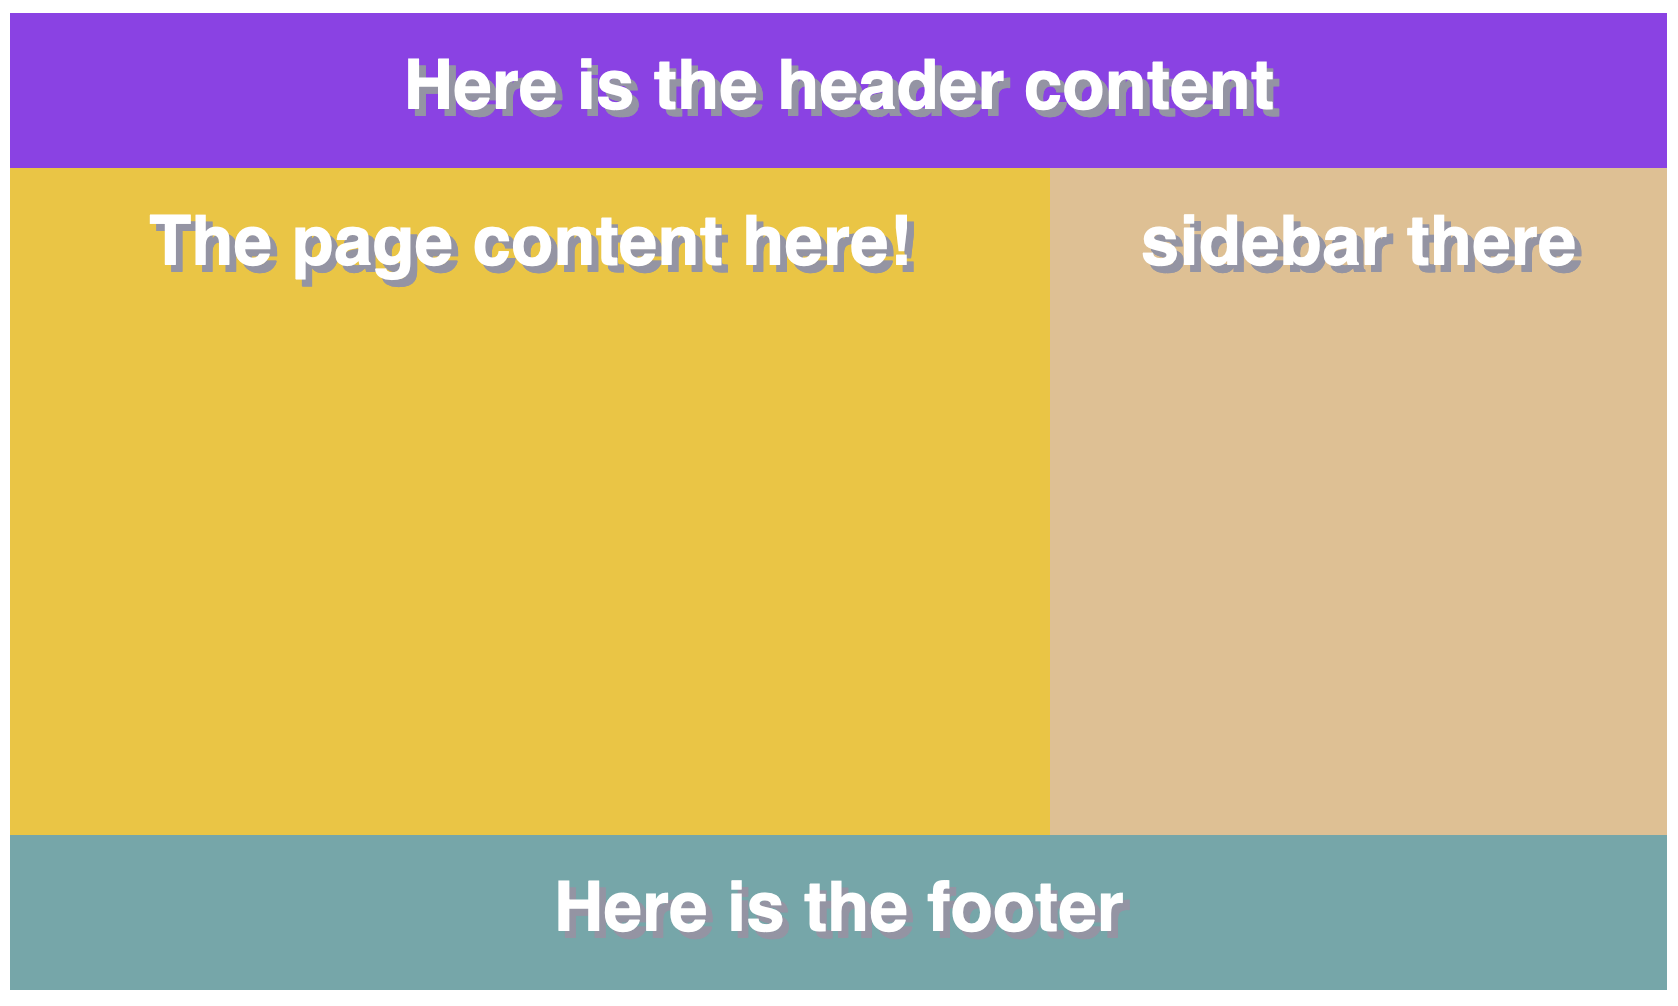 Here is the header content
The page content here!
sidebar there
Here is the footer